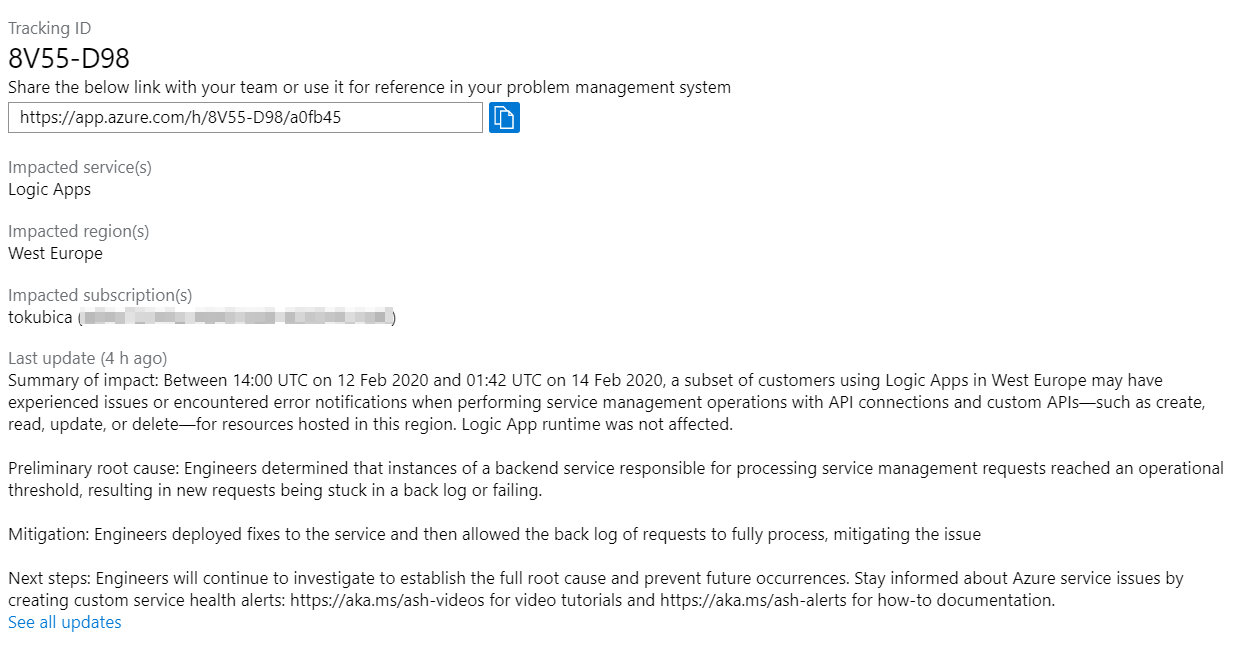 Tracking ID
8V55-D98
Share the below link with your team or use it for reference in your problem management system
https://app.azure.com/h/8V55-D98/a0fb45
Impacted service(s)
Logic Apps
Impacted region(s)
West Europe
Impacted subscription(s)
tokubica (
)
Last update (4 h ago)
Summary of impact: Between 14:00 UTC on 12 Feb 2020 and 01:42 UTC on 14 Feb 2020, a subset of customers using Logic Apps in West Europe may have
experienced issues or encountered error notifications when performing service management operations with API connections and custom APIs—such as create,
read, update, or delete—for resources hosted in this region. Logic App runtime was not affected.
Preliminary root cause: Engineers determined that instances of a backend service responsible for processing service management requests reached an operational
threshold, resulting in new requests being stuck in a back log or failing.
Mitigation: Engineers deployed fixes to the service and then allowed the back log of requests to fully process, mitigating the issue
Next steps: Engineers will continue to investigate to establish the full root cause and prevent future occurrences. Stay informed about Azure service issues by
creating custom service health alerts: https://aka.ms/ash-videos for video tutorials and https://aka.ms/ash-alerts for how-to documentation.
See all updates